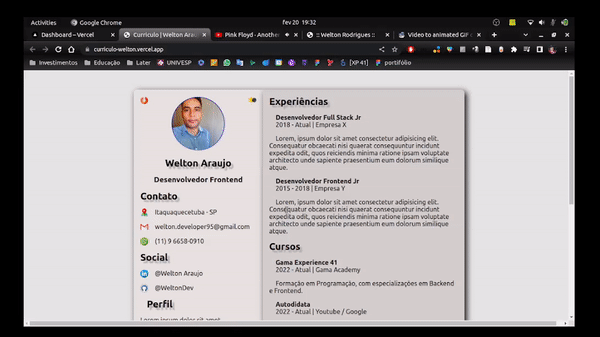 Activities
Google Chrome
fev 20 19:32
Dashboard – Vercel
Currículo | Welton Arau
Pink Floyd - Anothe
:: Welton Rodrigues ::
Video to animated GIF c
curriculo-welton.vercel.app
Investimentos
Educação
Later
UNIVESP
[XP 41]
portifólio
Welton Araujo
Desenvolvedor Frontend
Contato
Itaquaquecetuba - SP
welton.developer95@gmail.com
(11) 9 6658-0910
Social
@Welton Araujo
@WeltonDev
Perfil
Lorem ipsum dolor sit amet
Experiências
Desenvolvedor Full Stack Jr
2018 - Atual | Empresa X
Lorem, ipsum dolor sit amet consectetur adipisicing elit.
Consequatur obcaecati nisi quaerat consequuntur incidunt
expedita odit, quos reiciendis minima ratione ipsam voluptate
architecto unde sapiente praesentium eum dolorum similique
atque.
Desenvolvedor Frontend Jr
2015 - 2018 | Empresa Y
Lorem, ipsum dolor sit amet consectetur adipisicing elit.
Consequatur obcaecati nisi quaerat consequuntur incidunt
expedita odit, quos reiciendis minima ratione ipsam voluptate
architecto unde sapiente praesentium eum dolorum similique
atque.
Cursos
Gama Experience 41
2022 - Atual | Gama Academy
Formação em Programação, com especializações em Backend
e Frontend.
Autodidata
2022 - Atual | Youtube / Google